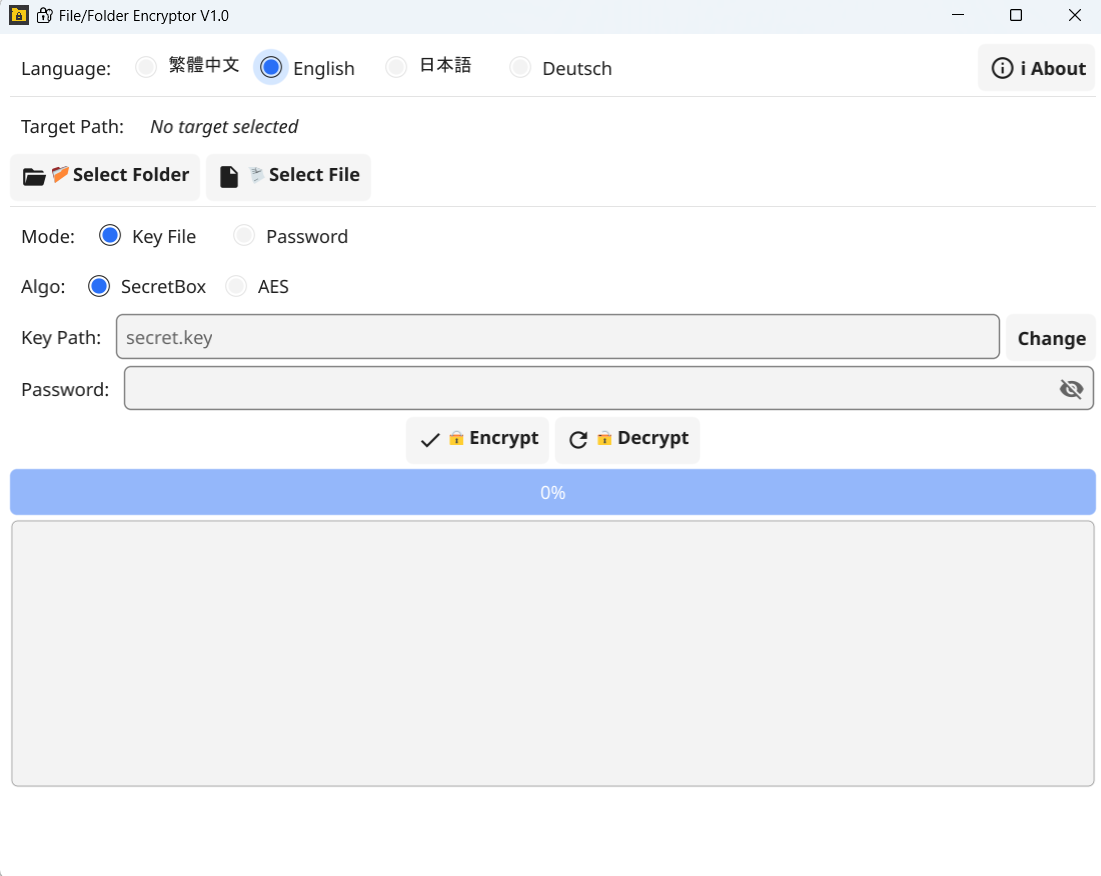 File/Folder Encryptor V1.0
Language: 繁體中文 English 日本語 Deutsch i About
Target Path: No target selected
Select Folder Select File
Mode: Key File Password
Algo: SecretBox AES
Key Path: secret.key Change
Password:
Encrypt Decrypt
0%